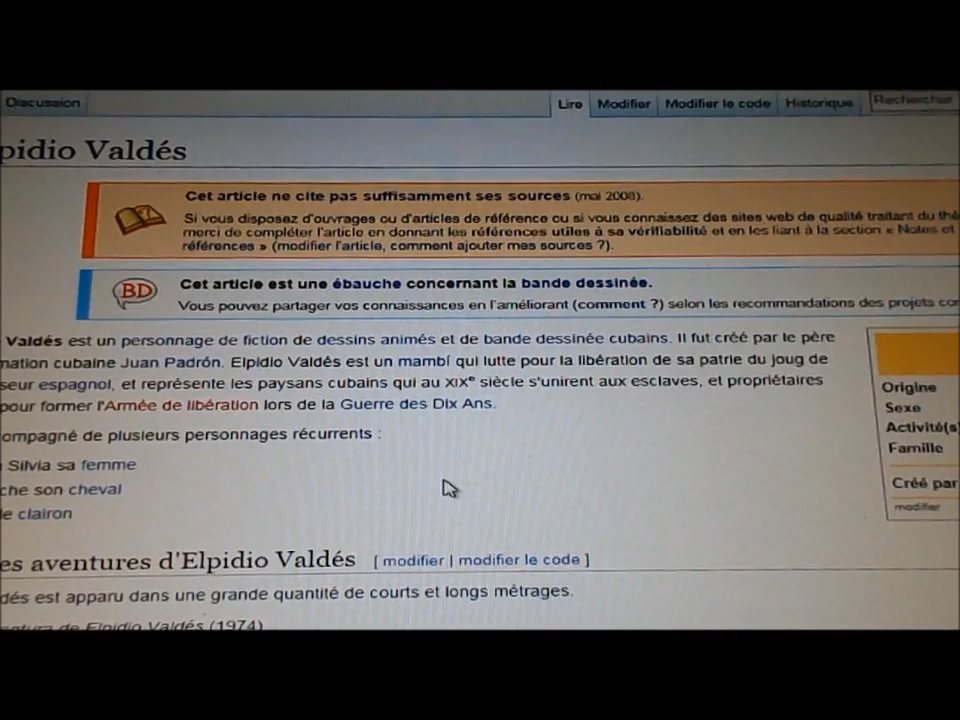 Discussion Lire Modifier Modifier le code Historique Rechercher
pidio Valdés
Cet article ne cite pas suffisamment ses sources (mai 2008).
Si vous disposez d'ouvrages ou d'articles de référence ou si vous connaissez des sites web de qualité traitant du thè
merci de compléter l'article en donnant les références utiles à sa vérifiabilité et en les liant à la section « Notes et
références » (modifier l'article, comment ajouter mes sources ?).
BD
Cet article est une ébauche concernant la bande dessinée.
Vous pouvez partager vos connaissances en l'améliorant (comment ?) selon les recommandations des projets cor
Valdés est un personnage de fiction de dessins animés et de bande dessinée cubains. Il fut créé par le père
mation cubaine Juan Padrón. Elpidio Valdés est un mambí qui lutte pour la libération de sa patrie du joug de
seur espagnol, et représente les paysans cubains qui au XIXe siècle s'unirent aux esclaves, et propriétaires
pour former l'Armée de libération lors de la Guerre des Dix Ans.
ompagné de plusieurs personnages récurrents :
Silvia sa femme
che son cheval
le clairon
Origine
Sexe
Activité(s
Famille
Créé par
modifier
es aventures d'Elpidio Valdés [ modifier | modifier le code ]
dés est apparu dans une grande quantité de courts et longs métrages.
entura de Elpidio Valdés (1974)